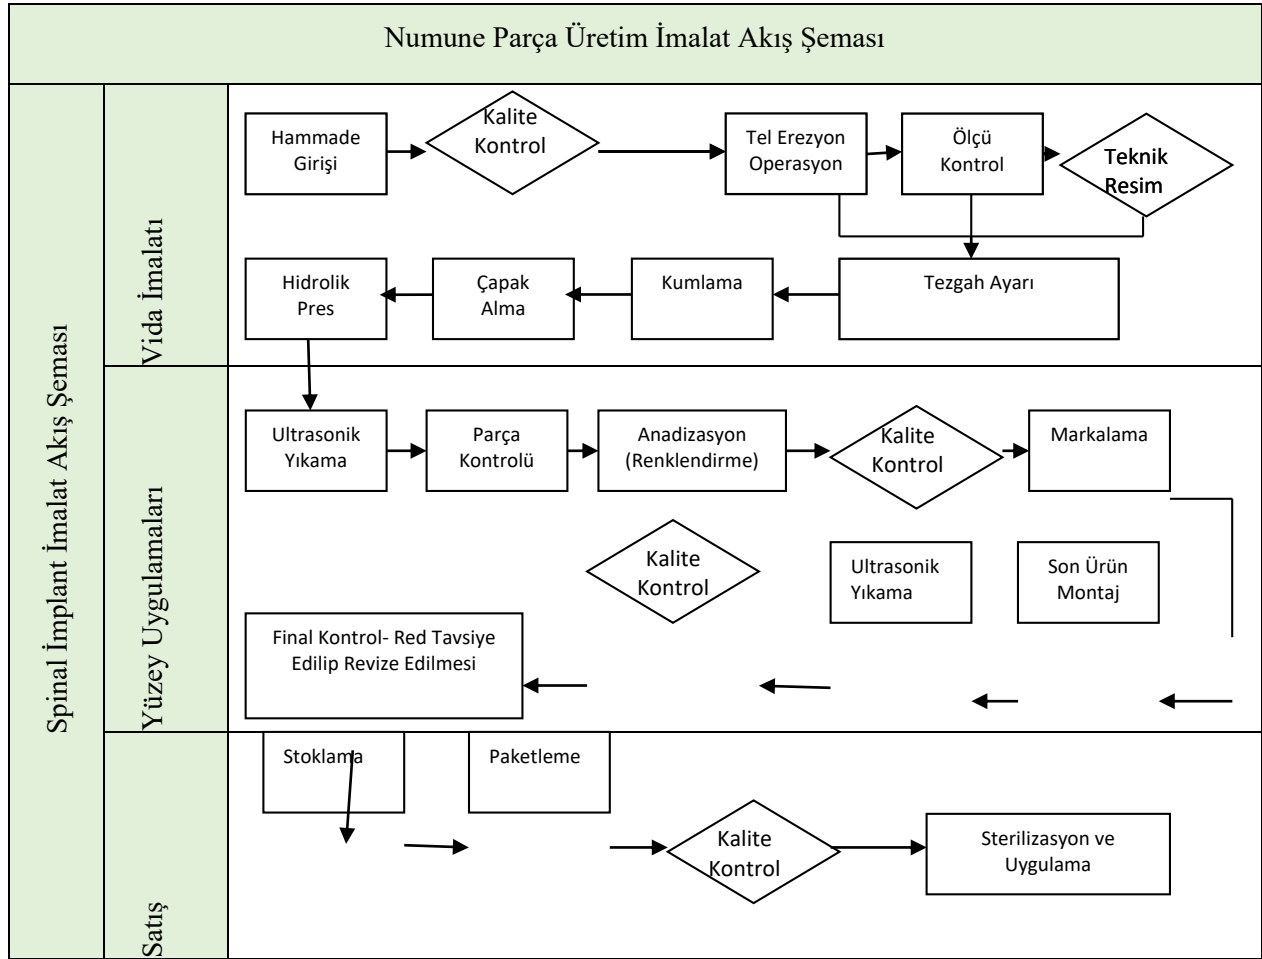 Numune Parça Üretim İmalat Akış Şeması
Spinal İmplant İmalat Akış Şeması
Vida İmalatı
Hammade
Girişi
Kalite
Kontrol
Tel Erezyon
Operasyon
Ölçü
Kontrol
Teknik
Resim
Hidrolik
Pres
Çapak
Alma
Kumlama
Tezgah Ayarı
Yüzey Uygulamaları
Ultrasonik
Yıkama
Parça
Kontrolü
Anadizasyon
(Renklendirme)
Kalite
Kontrol
Markalama
Kalite
Kontrol
Ultrasonik
Yıkama
Son Ürün
Montaj
Final Kontrol- Red Tavsiye
Edilip Revize Edilmesi
Satış
Stoklama
Paketleme
Kalite
Kontrol
Sterilizasyon ve
Uygulama